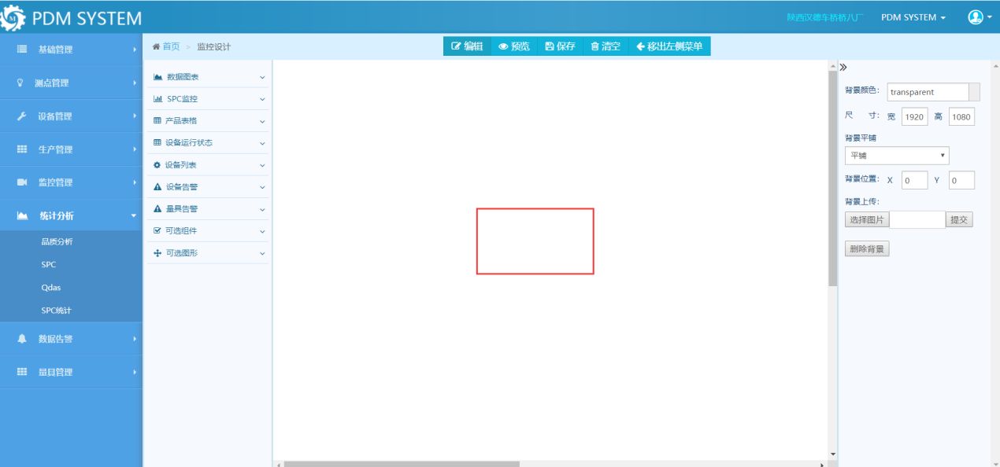 PDM SYSTEM
陕西汉德车桥桥八厂 PDM SYSTEM
首页 > 监控设计
编辑 预览 保存 清空 移出左侧菜单
基础管理
测点管理
设备管理
生产管理
监控管理
统计分析
品质分析
SPC
Qdas
SPC统计
数据告警
量具管理
数据图表
SPC监控
产品表格
设备运行状态
设备列表
设备告警
量具告警
可选组件
可选图形
背景颜色: transparent
尺 寸: 宽 1920 高 1080
背景平铺
平铺
背景位置: X 0 Y 0
背景上传:
选择图片 提交
删除背景